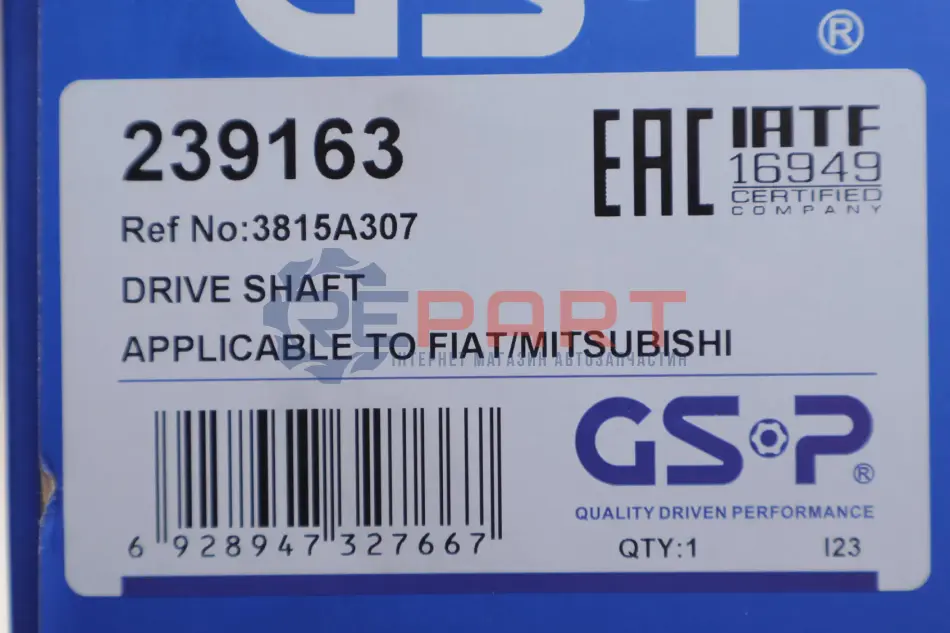 GSP®
239163
EAC
IATF
16949
CERTIFIED
COMPANY
Ref No:3815A307
DRIVE SHAFT
REPART
APPLICABLE TO FIAT/MITSUBISHI
ІНТЕРНЕТ МАГАЗИН АВТОЗАПЧАСТИН
GSP®
QUALITY DRIVEN PERFORMANCE
6 928947 327667
QTY:1
I23